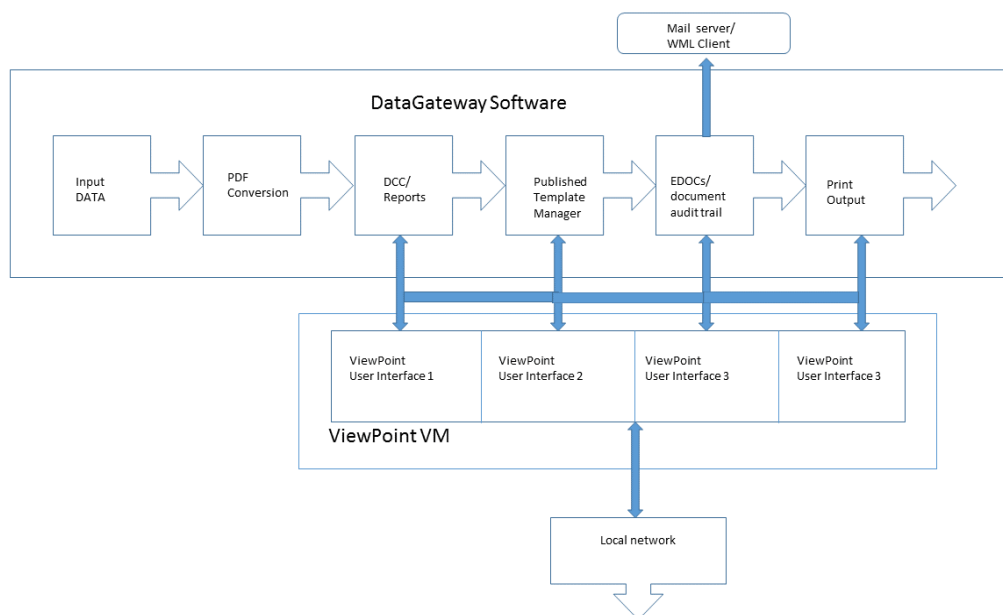 Mail server/
WML Client
DataGateway Software
Input
DATA
PDF
Conversion
DCC/
Reports
Published
Template
Manager
EDOCs/
document
audit trail
Print
Output
ViewPoint
User Interface 1
ViewPoint
User Interface 2
ViewPoint
User Interface 3
ViewPoint
User Interface 3
ViewPoint VM
Local network